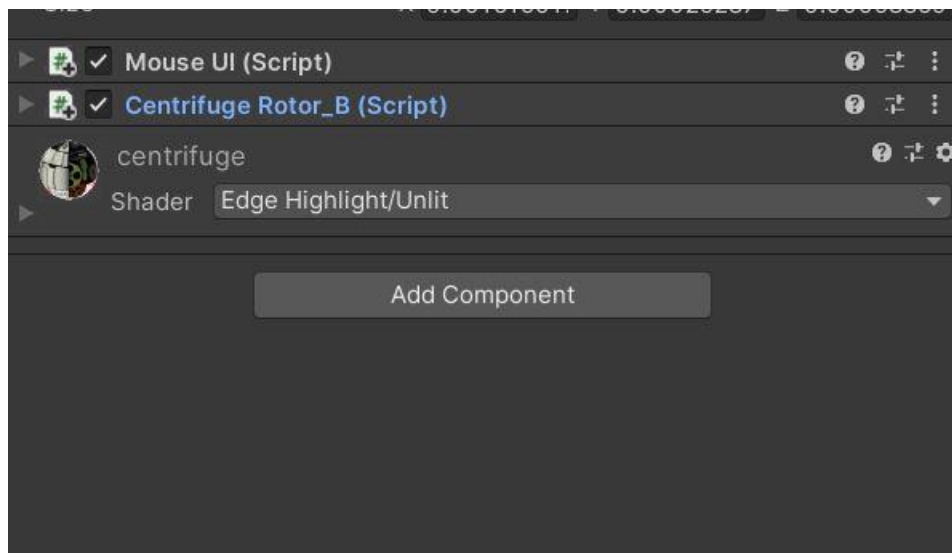 Mouse UI (Script)
Centrifuge Rotor_B (Script)
centrifuge
Shader Edge Highlight/Unlit
Add Component